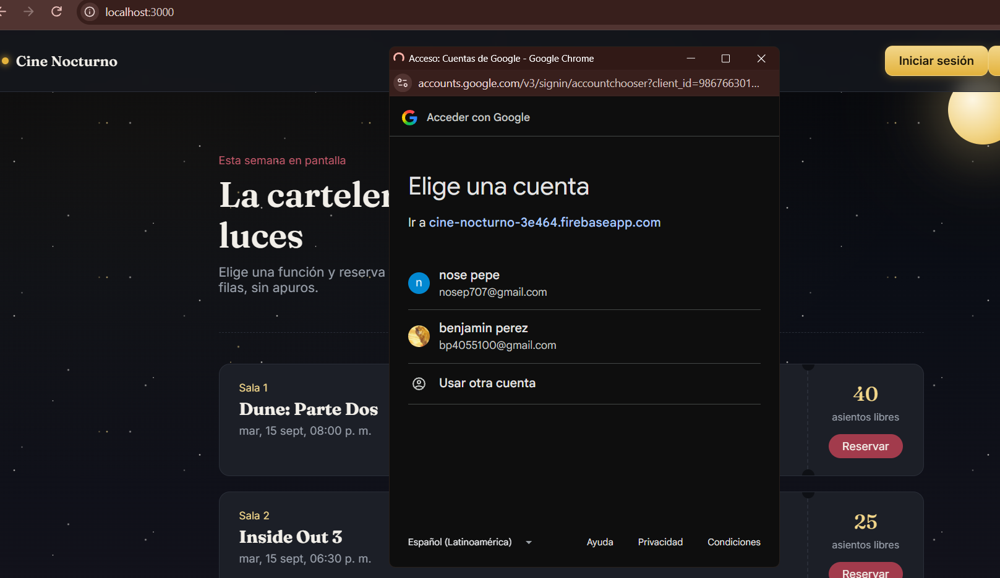 localhost:3000
Cine Nocturno
Iniciar sesión
Acceso: Cuentas de Google - Google Chrome
accounts.google.com/v3/signin/accountchooser?client_id=986766301...
Acceder con Google
Elige una cuenta
Ir a cine-nocturno-3e464.firebaseapp.com
nose pepe
nosep707@gmail.com
benjamin perez
bp4055100@gmail.com
Usar otra cuenta
Español (Latinoamérica)
Ayuda
Privacidad
Condiciones
Esta semana en pantalla
La carteler
luces
Elige una función y reserva
filas, sin apuros.
Sala 1
Dune: Parte Dos
mar, 15 sept, 08:00 p. m.
40
asientos libres
Reservar
Sala 2
Inside Out 3
mar, 15 sept, 06:30 p. m.
25
asientos libres
Reservar